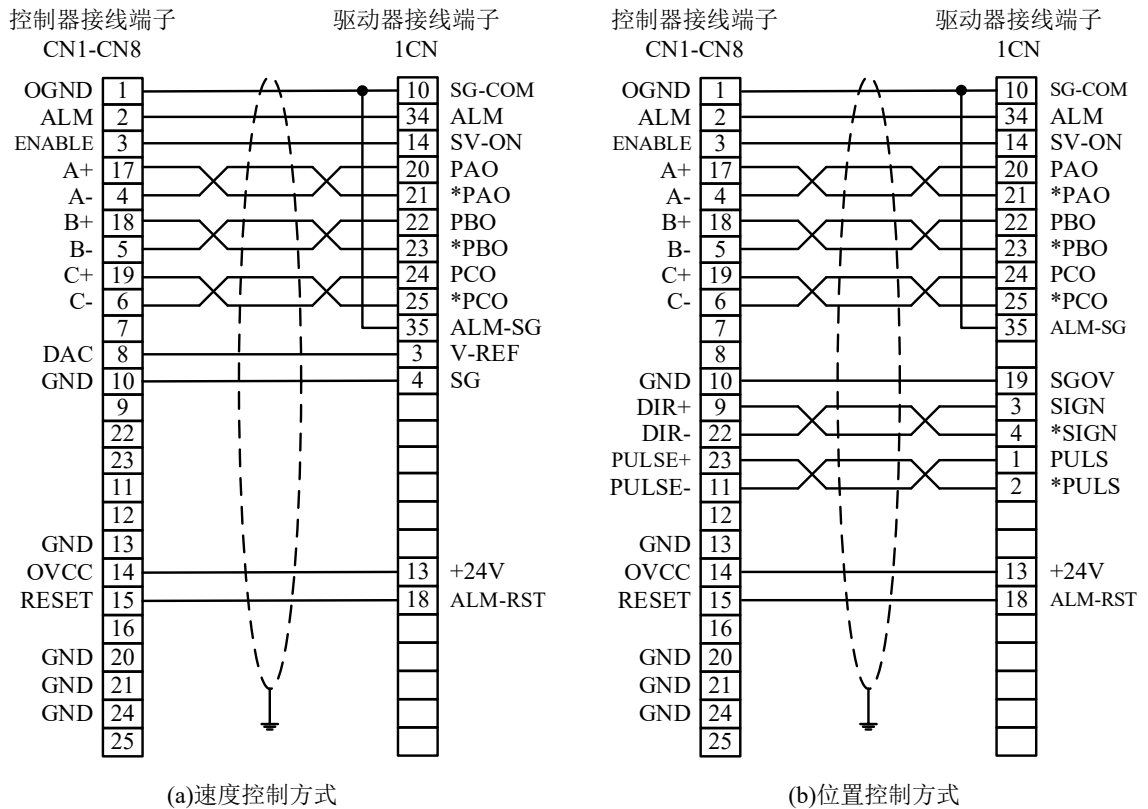 控制器接线端子 驱动器接线端子 控制器接线端子 驱动器接线端子
CN1-CN8 1CN CN1-CN8 1CN
OGND 1 10 SG-COM OGND 1 10 SG-COM
ALM 2 34 ALM ALM 2 34 ALM
ENABLE 3 14 SV-ON ENABLE 3 14 SV-ON
A+ 17 20 PAO A+ 17 20 PAO
A- 4 21 *PAO A- 4 21 *PAO
B+ 18 22 PBO B+ 18 22 PBO
B- 5 23 *PBO B- 5 23 *PBO
C+ 19 24 PCO C+ 19 24 PCO
C- 6 25 *PCO C- 6 25 *PCO
7 35 ALM-SG 7 35 ALM-SG
DAC 8 3 V-REF 8
GND 10 4 SG GND 10 19 SGOV
9 DIR+ 9 3 SIGN
22 DIR- 22 4 *SIGN
23 PULSE+ 23 1 PULS
11 PULSE- 11 2 *PULS
12 12
GND 13 GND 13
OVCC 14 13 +24V OVCC 14 13 +24V
RESET 15 18 ALM-RST RESET 15 18 ALM-RST
16 16
GND 20 GND 20
GND 21 GND 21
GND 24 GND 24
25 25
(a)速度控制方式 (b)位置控制方式